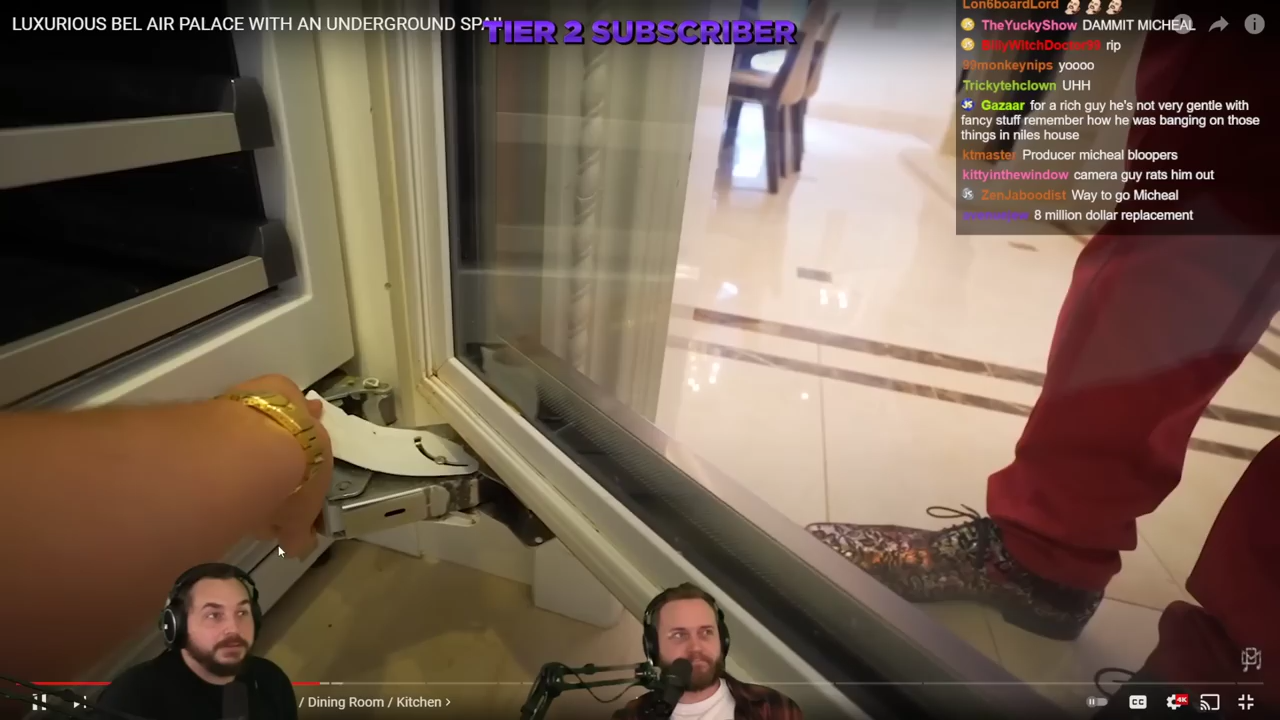 LUXURIOUS BEL AIR PALACE WITH AN UNDERGROUND SPA!
TIER 2 SUBSCRIBER
Lon6boardLord
TheYuckyShow DAMMIT MICHEAL
BillyWitchDoctor99 rip
99monkeynips yoooo
Trickytehclown UHH
Gazaar for a rich guy he's not very gentle with
fancy stuff remember how he was banging on those
things in niles house
ktmaster Producer micheal bloopers
kittyinthewindow camera guy rats him out
ZenJaboodist Way to go Micheal
8 million dollar replacement
/ Dining Room / Kitchen >
CC
4K